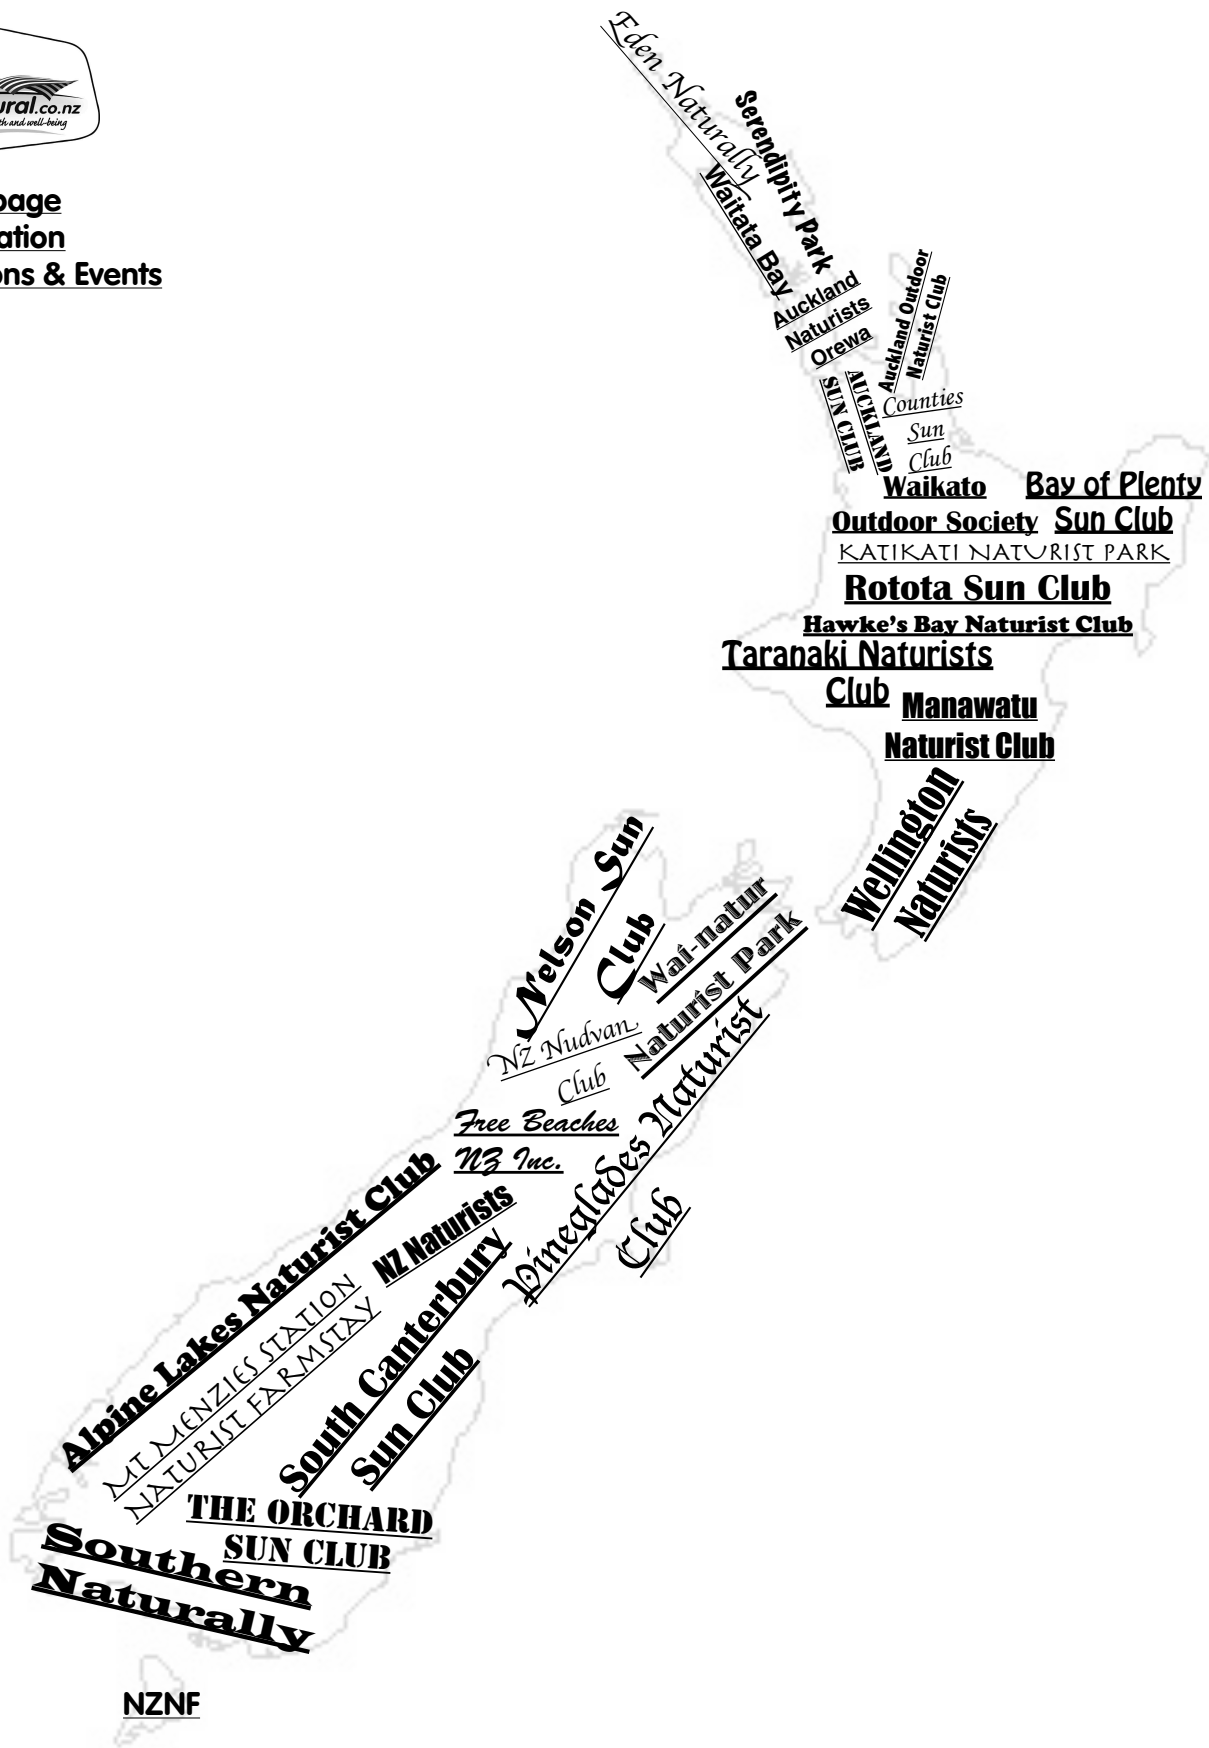 ural.co.nz
th and well-being
page
ation
ons & Events
Eden Naturally
Serendipity Park
Waitata Bay
Auckland
Naturists
Orewa
Auckland Outdoor
Naturist Club
AUCKLAND
SUN CLUB
Counties
Sun
Club
Waikato
Outdoor Society
Bay of Plenty
Sun Club
KATIKATI NATURIST PARK
Rotota Sun Club
Hawke's Bay Naturist Club
Taranaki Naturists
Club
Manawatu
Naturist Club
Wellington
Naturists
Nelson Sun
Club
Wai-natur
Naturist Park
NZ Nudvan
Club
Pineglades Naturist
Club
Free Beaches
NZ Inc.
Alpine Lakes Naturist Club
NZ Naturists
MT MENZIES STATION
NATURIST FARMSTAY
South Canterbury
Sun Club
THE ORCHARD
SUN CLUB
Southern
Naturally
NZNF